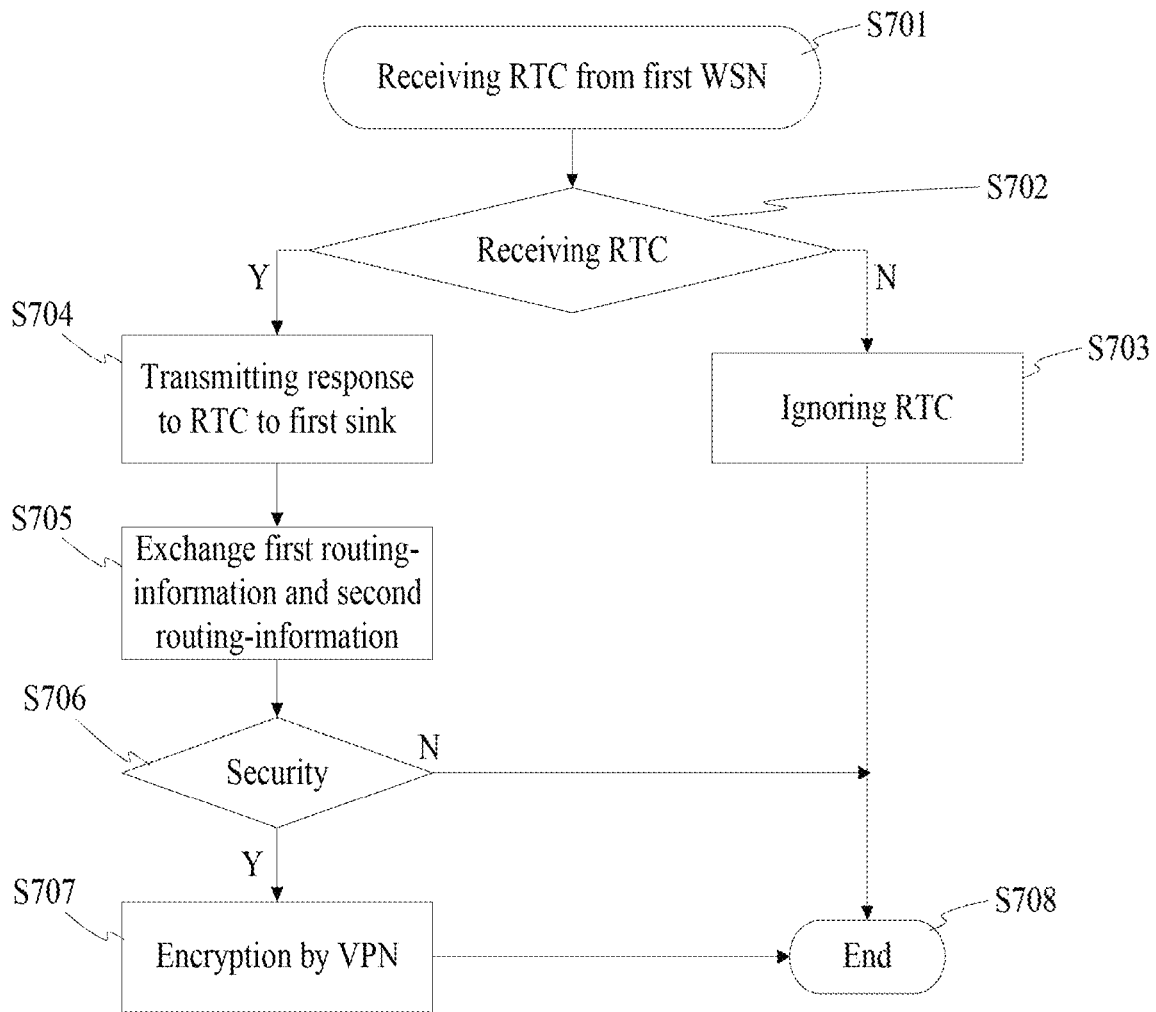 S701
Receiving RTC from first WSN
S702
Receiving RTC
Y
N
S704
Transmitting response
to RTC to first sink
S703
Ignoring RTC
S705
Exchange first routing-
information and second
routing-information
S706
Security
N
Y
S707
Encryption by VPN
S708
End